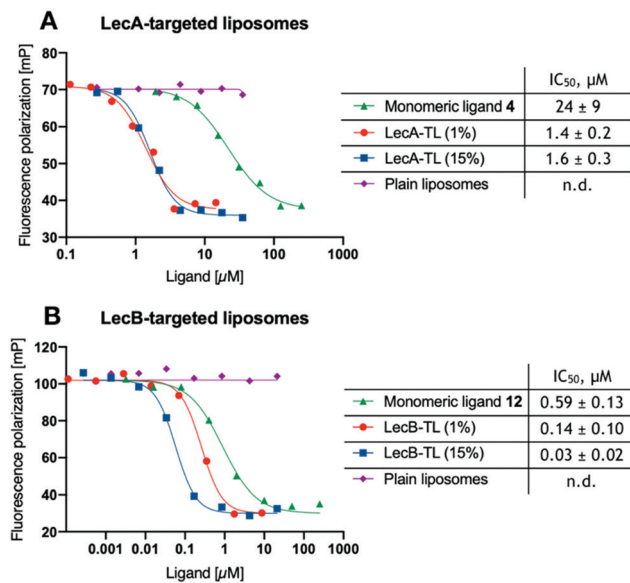 A
LecA-targeted liposomes
Fluorescence polarization [mP]
80
70
60
50
40
30
0.1
1
10
100
1000
Ligand [µM]
IC50, µM
Monomeric ligand 4 24 ± 9
LecA-TL (1%) 1.4 ± 0.2
LecA-TL (15%) 1.6 ± 0.3
Plain liposomes n.d.
B
LecB-targeted liposomes
Fluorescence polarization [mP]
120
100
80
60
40
20
0.001
0.01
0.1
1
10
100
1000
Ligand [µM]
IC50, µM
Monomeric ligand 12 0.59 ± 0.13
LecB-TL (1%) 0.14 ± 0.10
LecB-TL (15%) 0.03 ± 0.02
Plain liposomes n.d.